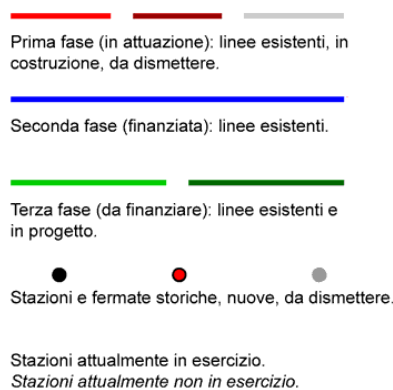 Prima fase (in attuazione): linee esistenti, in
costruzione, da dismettere.
Seconda fase (finanziata): linee esistenti.
Terza fase (da finanziare): linee esistenti e
in progetto.
Stazioni e fermate storiche, nuove, da dismettere.
Stazioni attualmente in esercizio.
Stazioni attualmente non in esercizio.